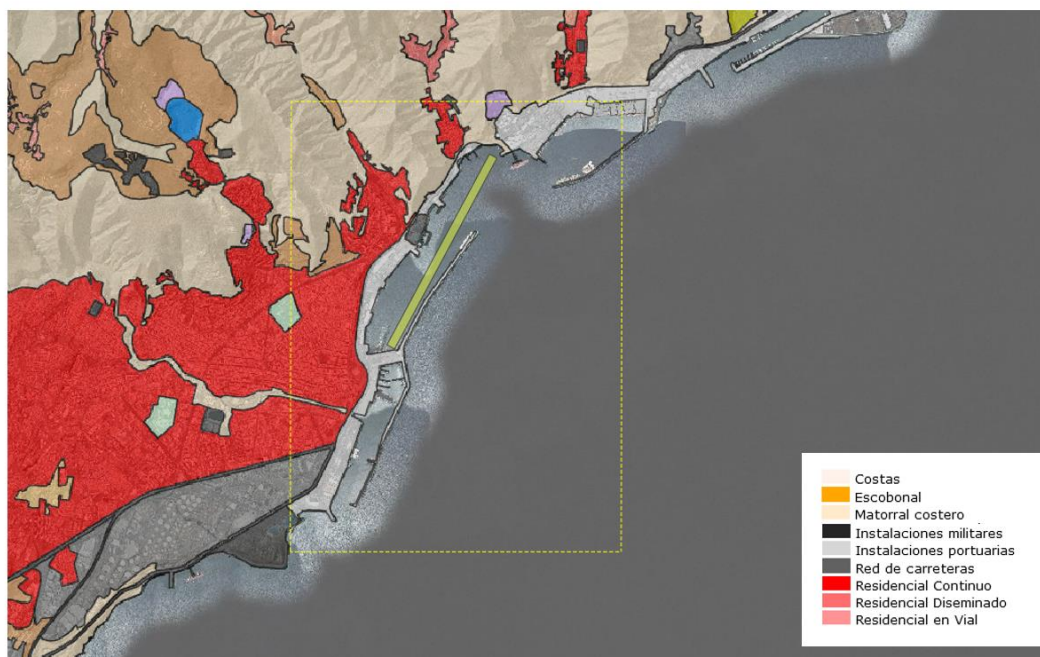 Costas
Escobonal
Matorral costero
Instalaciones militares
Instalaciones portuarias
Red de carreteras
Residencial Continuo
Residencial Diseminado
Residencial en Vial